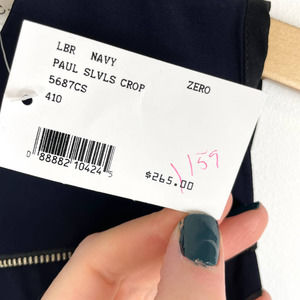 LBR NAVY
PAUL SLVLS CROP ZERO
5687CS
410
0 88882 10424 5
$265.00
159